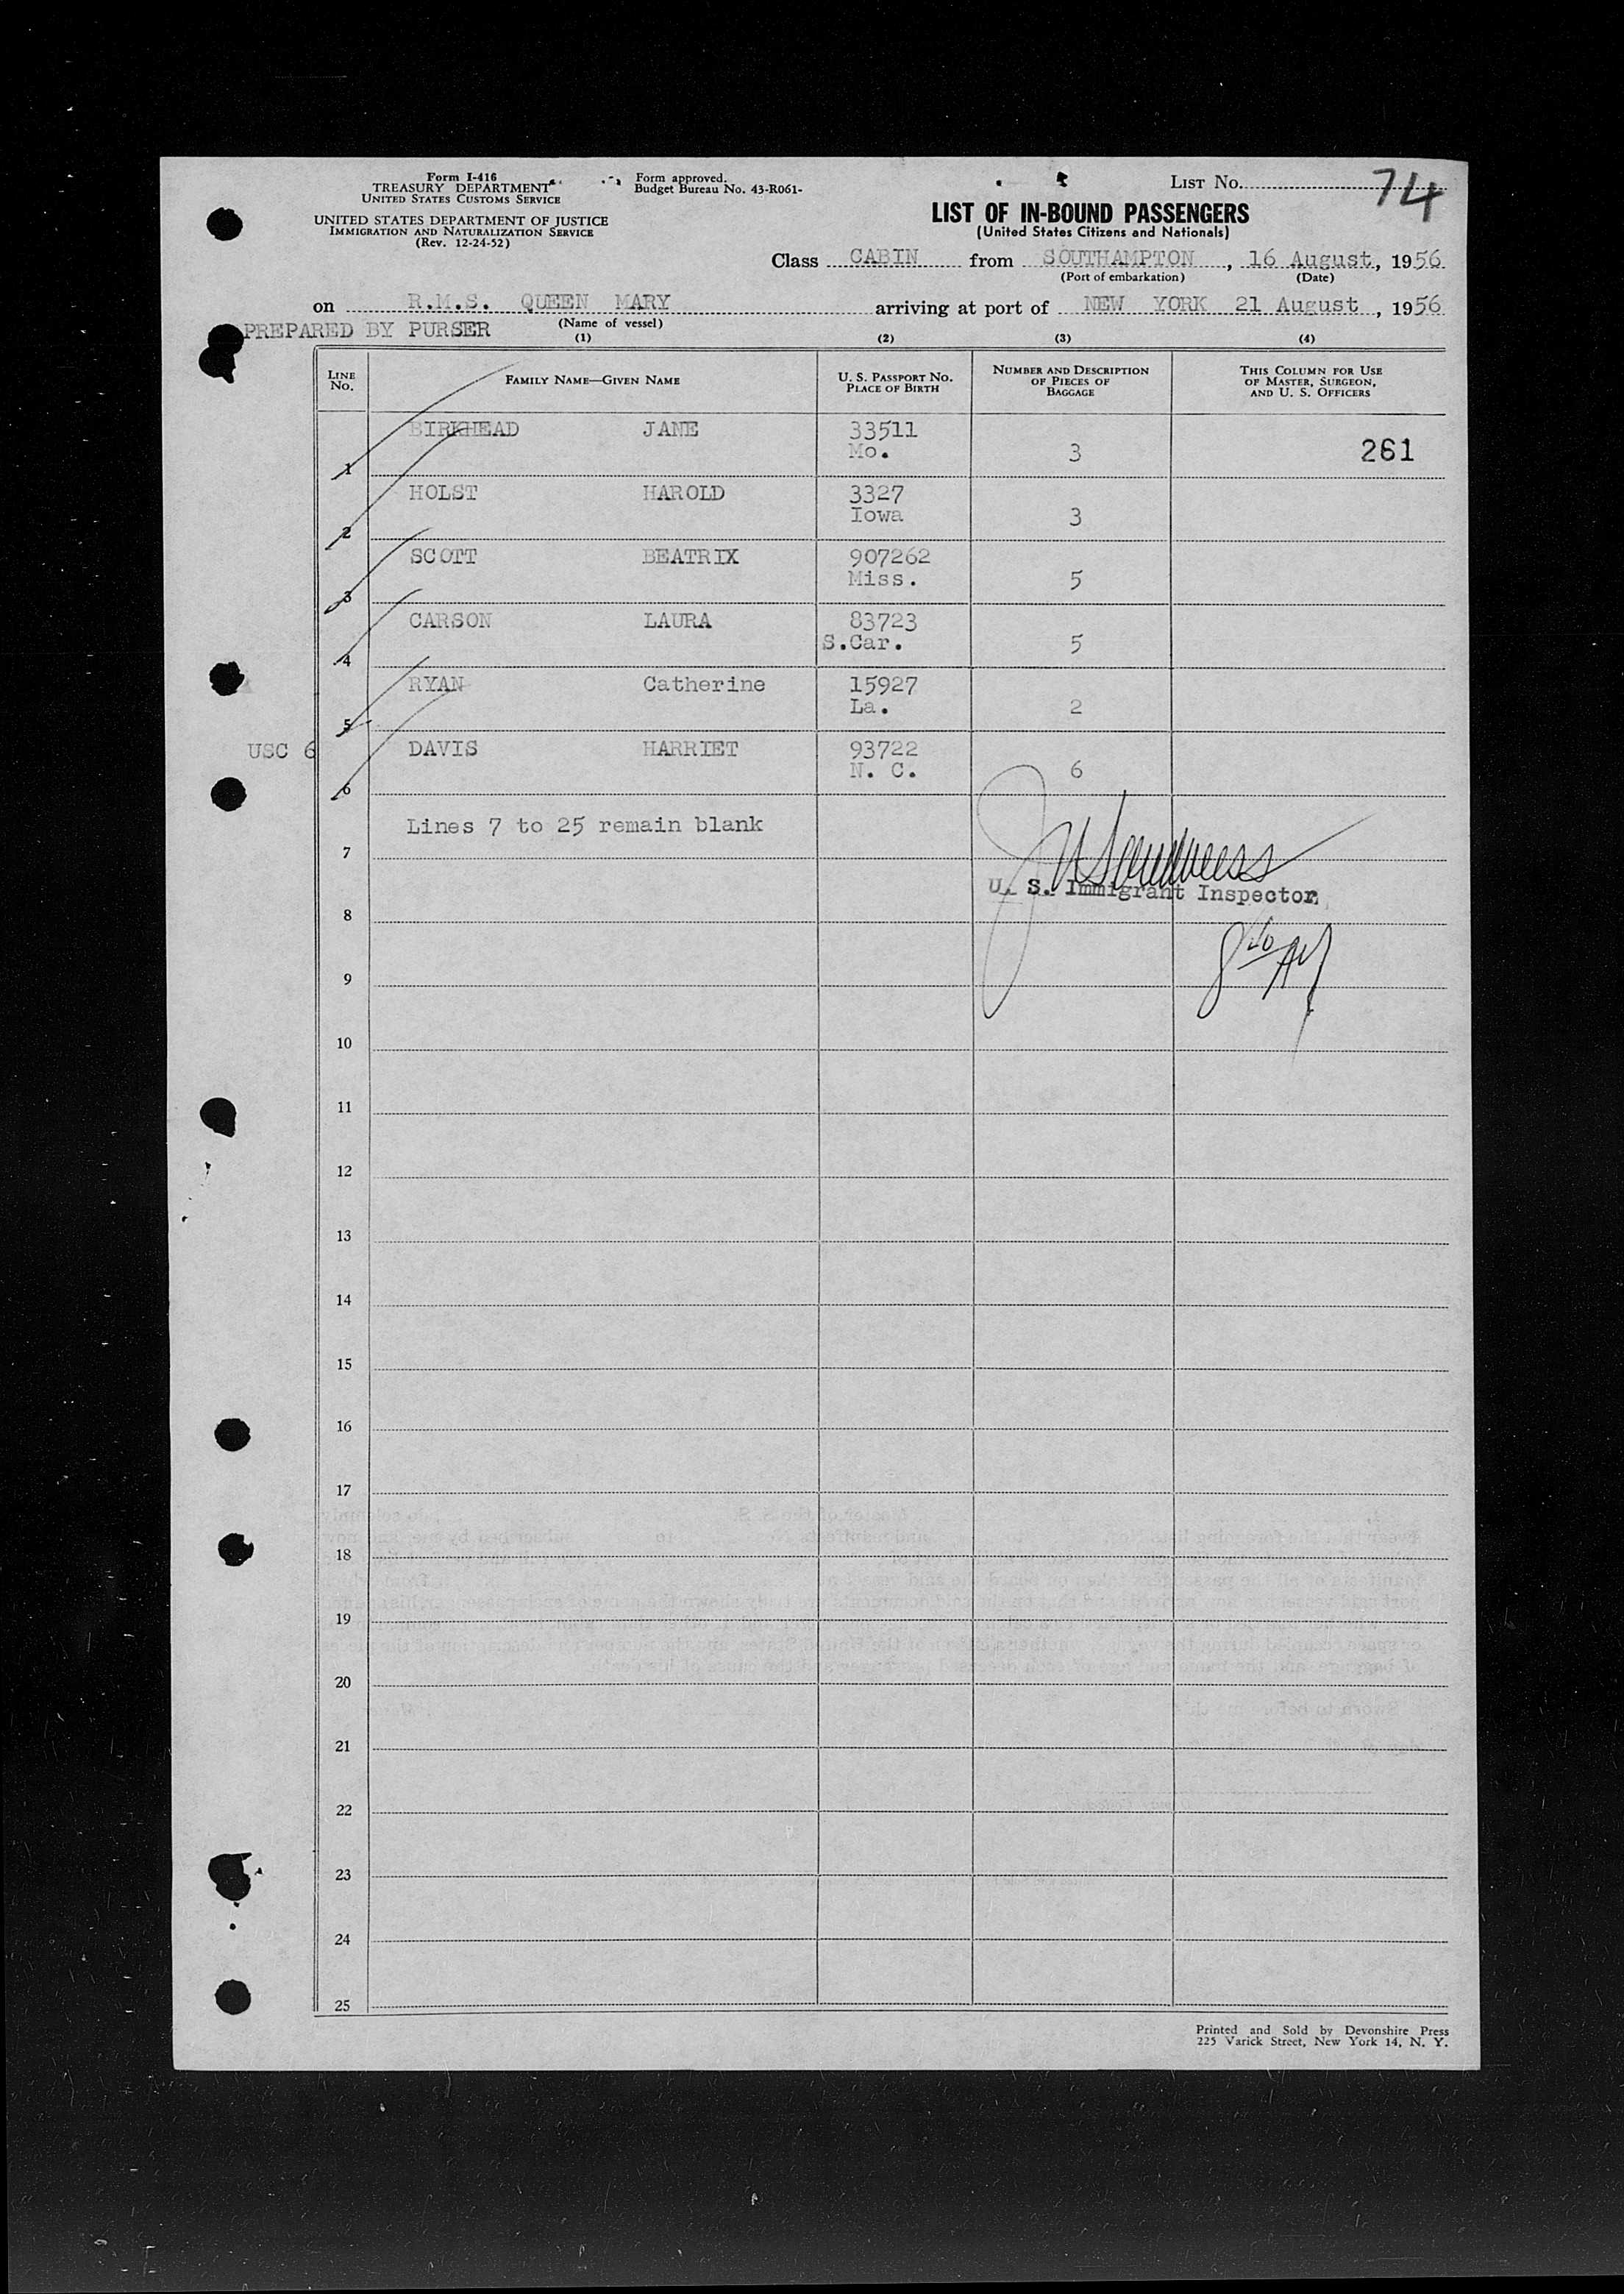 Form I-416
TREASURY DEPARTMENT
UNITED STATES CUSTOMS SERVICE
Form approved.
Budget Bureau No. 43-R061-
UNITED STATES DEPARTMENT OF JUSTICE
IMMIGRATION AND NATURALIZATION SERVICE
(Rev. 12-24-52)
LIST No. 74
LIST OF IN-BOUND PASSENGERS
(United States Citizens and Nationals)
Class CABIN from SOUTHAMPTON, 16 August, 1956
(Port of embarkation) (Date)
on R.M.S. QUEEN MARY arriving at port of NEW YORK 21 August, 1956
PREPARED BY PURSER (Name of vessel)
(1) (2) (3) (4)
LINE No. FAMILY NAME—GIVEN NAME U. S. PASSPORT No. PLACE OF BIRTH NUMBER AND DESCRIPTION OF PIECES OF BAGGAGE THIS COLUMN FOR USE OF MASTER, SURGEON, AND U. S. OFFICERS
1 BIRKHEAD JANE 33511 Mo. 3 261
2 HOLST HAROLD 3327 Iowa 3
3 SCOTT BEATRIX 907262 Miss. 5
4 CARSON LAURA 83723 S.Car. 5
5 RYAN Catherine 15927 La. 2
USC 6
6 DAVIS HARRIET 93722 N. C. 6
Lines 7 to 25 remain blank
7
U. S. Immigrant Inspector
8
9
10
11
12
13
14
15
16
17
18
19
20
21
22
23
24
25
Printed and Sold by Devonshire Press
225 Varick Street, New York 14, N. Y.